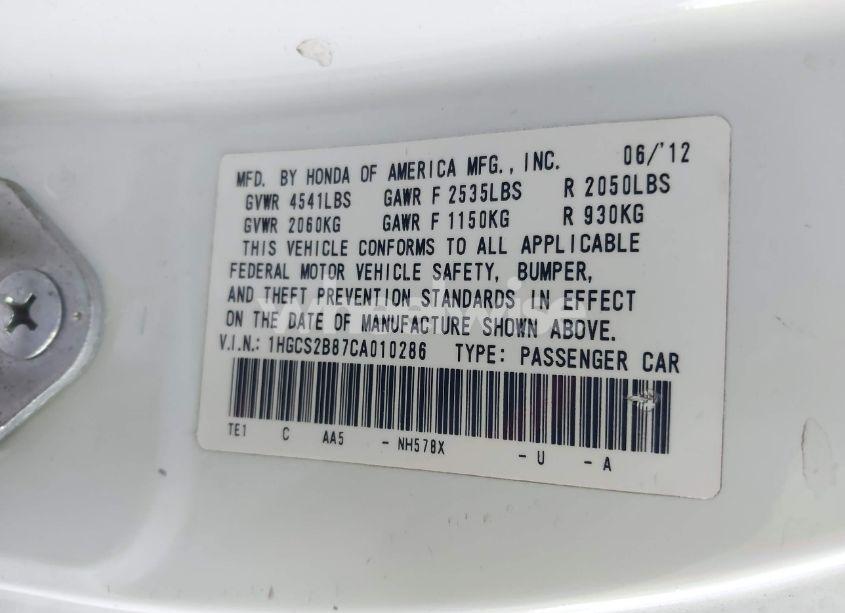 MFD. BY HONDA OF AMERICA MFG., INC. 06/'12
GVWR 4541LBS GAWR F 2535LBS R 2050LBS
GVWR 2060KG GAWR F 1150KG R 930KG
THIS VEHICLE CONFORMS TO ALL APPLICABLE
FEDERAL MOTOR VEHICLE SAFETY, BUMPER,
AND THEFT PREVENTION STANDARDS IN EFFECT
ON THE DATE OF MANUFACTURE SHOWN ABOVE.
V.I.N.: 1HGCS2B87CA010286 TYPE: PASSENGER CAR
TE1 C AA5 - NH578X - U - A